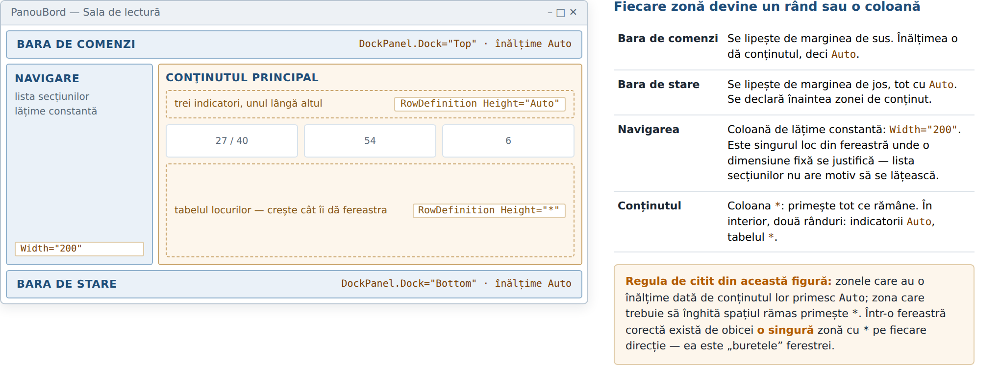 PanouBord — Sala de lectură
– □ ✕
BARA DE COMENZI
DockPanel.Dock="Top" · înălțime Auto
NAVIGARE
lista secțiunilor
lățime constantă
Width="200"
CONŢINUTUL PRINCIPAL
trei indicatori, unul lângă altul
RowDefinition Height="Auto"
27 / 40
54
6
tabelul locurilor — crește cât îi dă fereastra
RowDefinition Height="*"
BARA DE STARE
DockPanel.Dock="Bottom" · înălțime Auto
Fiecare zonă devine un rând sau o coloană
Bara de comenzi
Se lipește de marginea de sus. Înălțimea o
dă conținutul, deci Auto.
Bara de stare
Se lipește de marginea de jos, tot cu Auto.
Se declară înaintea zonei de conținut.
Navigarea
Coloană de lățime constantă: Width="200".
Este singurul loc din fereastră unde o
dimensiune fixă se justifică — lista
secțiunilor nu are motiv să se lățească.
Conținutul
Coloana *: primește tot ce rămâne. În
interior, două rânduri: indicatorii Auto,
tabelul *.
Regula de citit din această figură: zonele care au o
înălțime dată de conținutul lor primesc Auto; zona care
trebuie să înghită spațiul rămas primește *. Într-o fereastră
corectă există de obicei o singură zonă cu * pe fiecare
direcție — ea este „buretele” ferestrei.